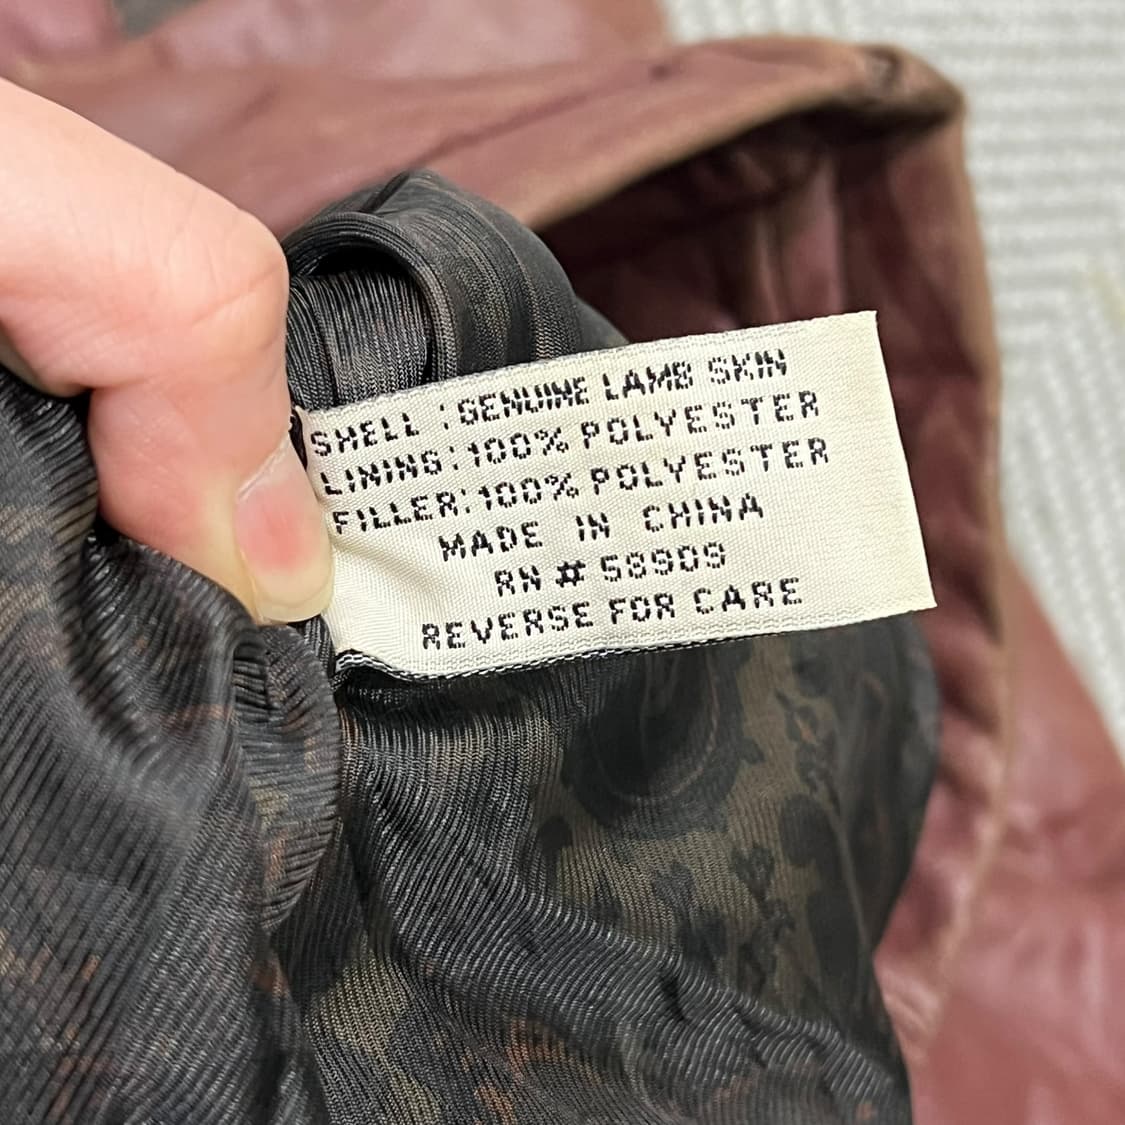 SHELL : GENUINE LAMB SKIN
LINING: 100% POLYESTER
FILLER: 100% POLYESTER
MADE IN CHINA
RN # 58909
REVERSE FOR CARE